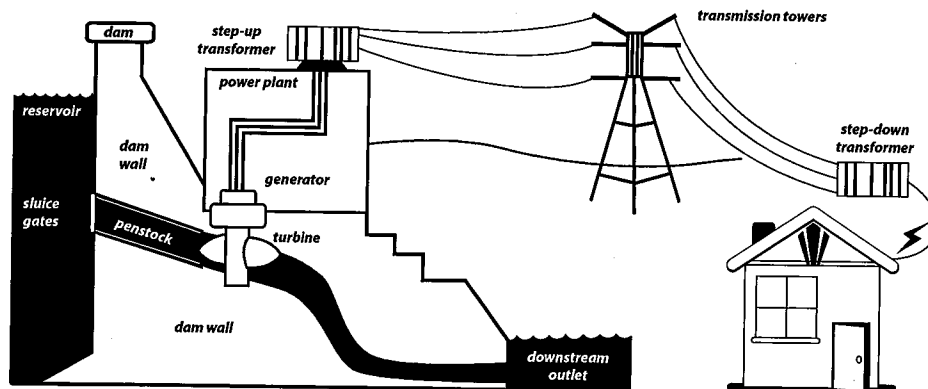 dam
step-up
transformer
transmission towers
power plant
reservoir
dam
wall
step-down
transformer
generator
sluice
gates
penstock
turbine
dam wall
downstream
outlet